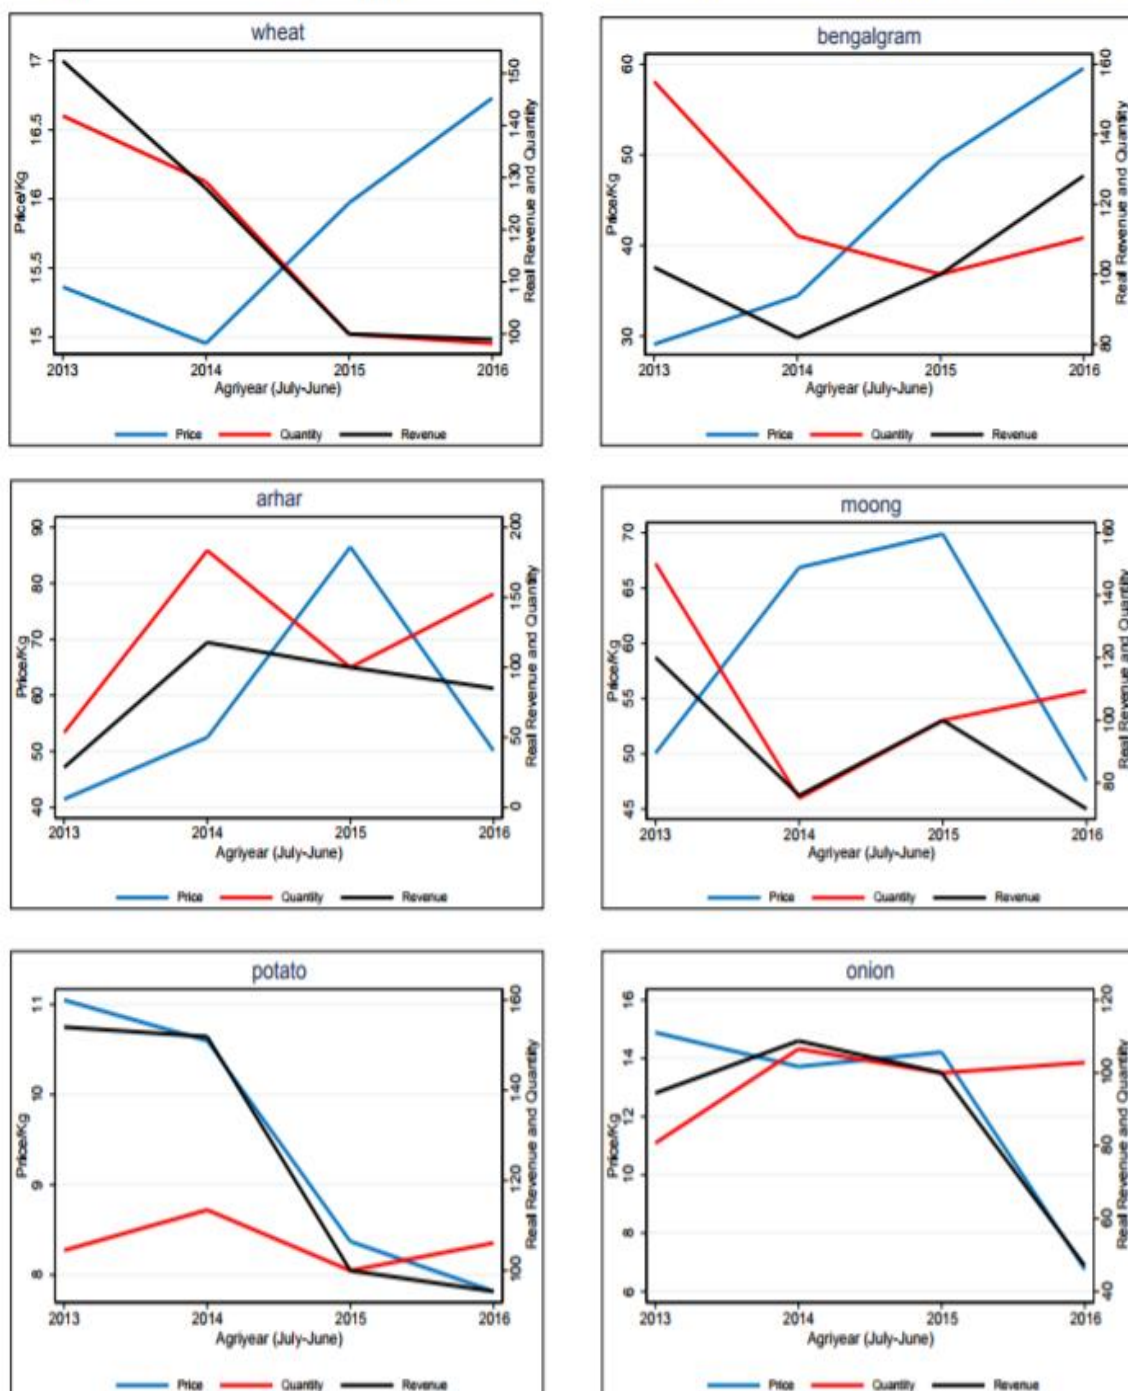 wheat
Price/Kg
17
16.5
16
15.5
15
Real Revenue and Quantity
150
140
130
120
110
100
2013 2014 2015 2016
Agriyear (July-June)
Price Quantity Revenue
bengalgram
Price/Kg
60
50
40
30
Real Revenue and Quantity
160
140
120
100
80
2013 2014 2015 2016
Agriyear (July-June)
Price Quantity Revenue
arhar
Price/Kg
90
80
70
60
50
40
Real Revenue and Quantity
200
150
100
50
0
2013 2014 2015 2016
Agriyear (July-June)
Price Quantity Revenue
moong
Price/Kg
70
65
60
55
50
45
Real Revenue and Quantity
160
140
120
100
80
2013 2014 2015 2016
Agriyear (July-June)
Price Quantity Revenue
potato
Price/Kg
11
10
9
8
Real Revenue and Quantity
160
140
120
100
2013 2014 2015 2016
Agriyear (July-June)
Price Quantity Revenue
onion
Price/Kg
16
14
12
10
8
6
Real Revenue and Quantity
120
100
80
60
40
2013 2014 2015 2016
Agriyear (July-June)
Price Quantity Revenue